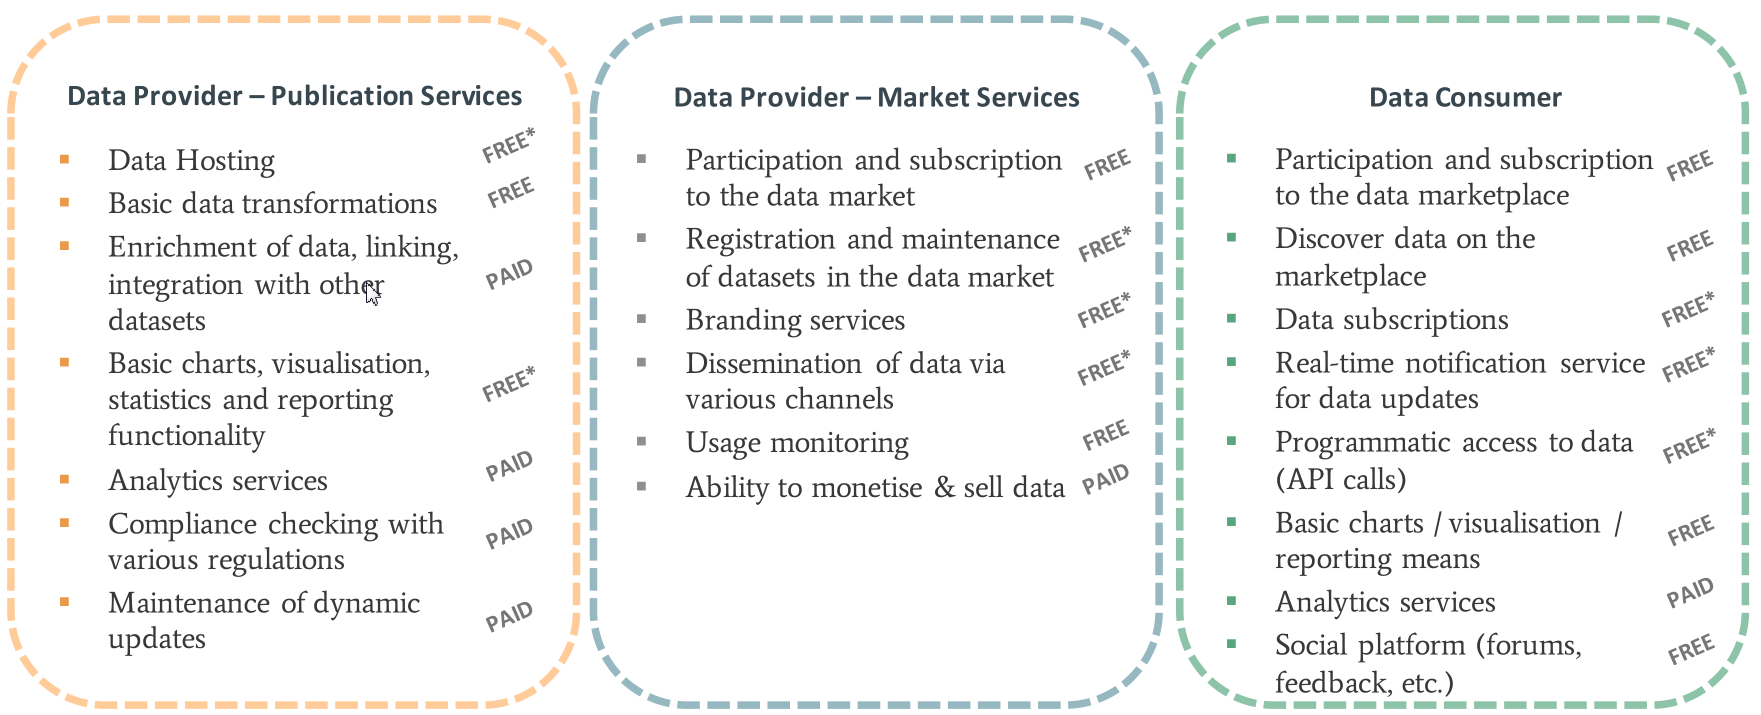 Data Provider – Publication Services
▪ Data Hosting FREE*
▪ Basic data transformations FREE
▪ Enrichment of data, linking,
integration with other PAID
datasets
▪ Basic charts, visualisation,
statistics and reporting FREE*
functionality
▪ Analytics services PAID
▪ Compliance checking with PAID
various regulations
▪ Maintenance of dynamic PAID
updates
Data Provider – Market Services
▪ Participation and subscription FREE
to the data market
▪ Registration and maintenance FREE*
of datasets in the data market
▪ Branding services FREE*
▪ Dissemination of data via FREE*
various channels
▪ Usage monitoring FREE
▪ Ability to monetise & sell data PAID
Data Consumer
▪ Participation and subscription FREE
to the data marketplace
▪ Discover data on the FREE
marketplace
▪ Data subscriptions FREE*
▪ Real-time notification service FREE*
for data updates
▪ Programmatic access to data FREE*
(API calls)
▪ Basic charts / visualisation / FREE
reporting means
▪ Analytics services PAID
▪ Social platform (forums, FREE
feedback, etc.)